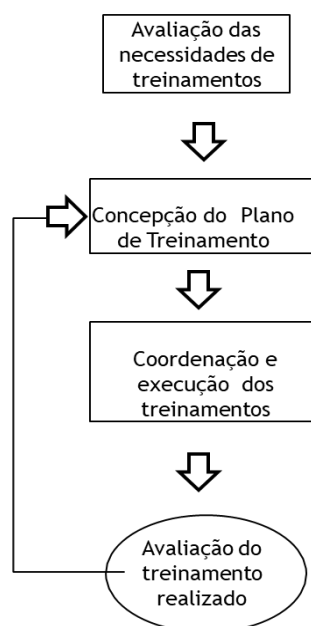 Avaliação das
necessidades de
treinamentos
Concepção do Plano
de Treinamento
Coordenação e
execução dos
treinamentos
Avaliação do
treinamento
realizado